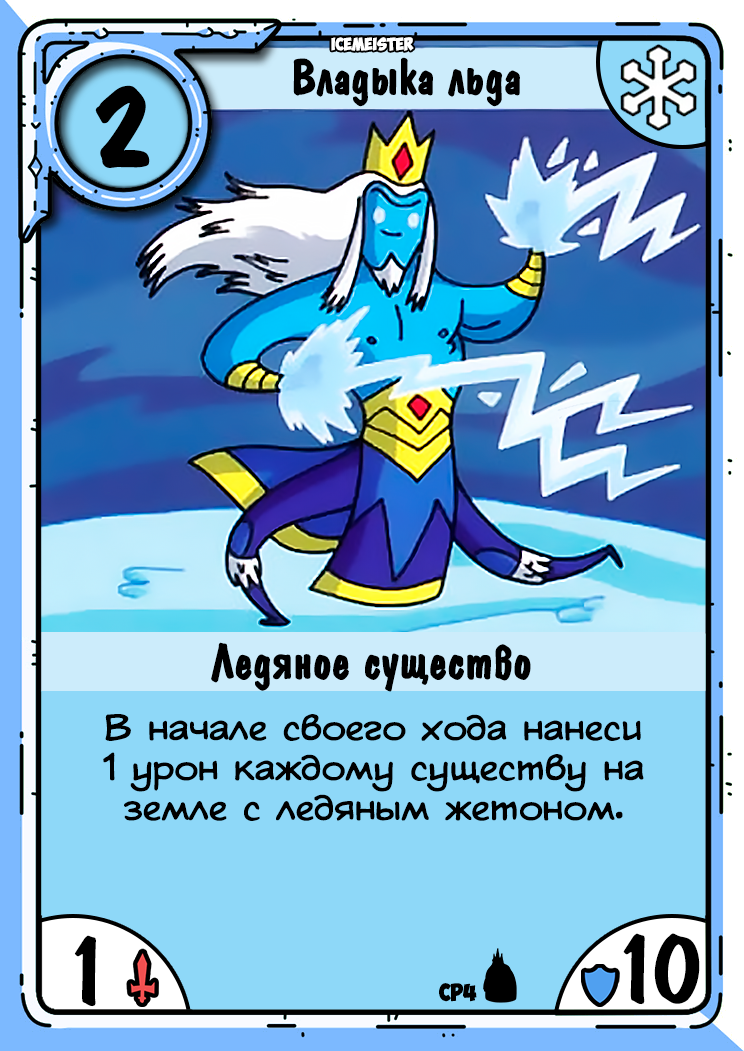 ICEMEISTER
2
Владыка льда
Ледяное существо
В начале своего хода нанеси
1 урон каждому существу на
земле с ледяным жетоном.
1
CP4
10